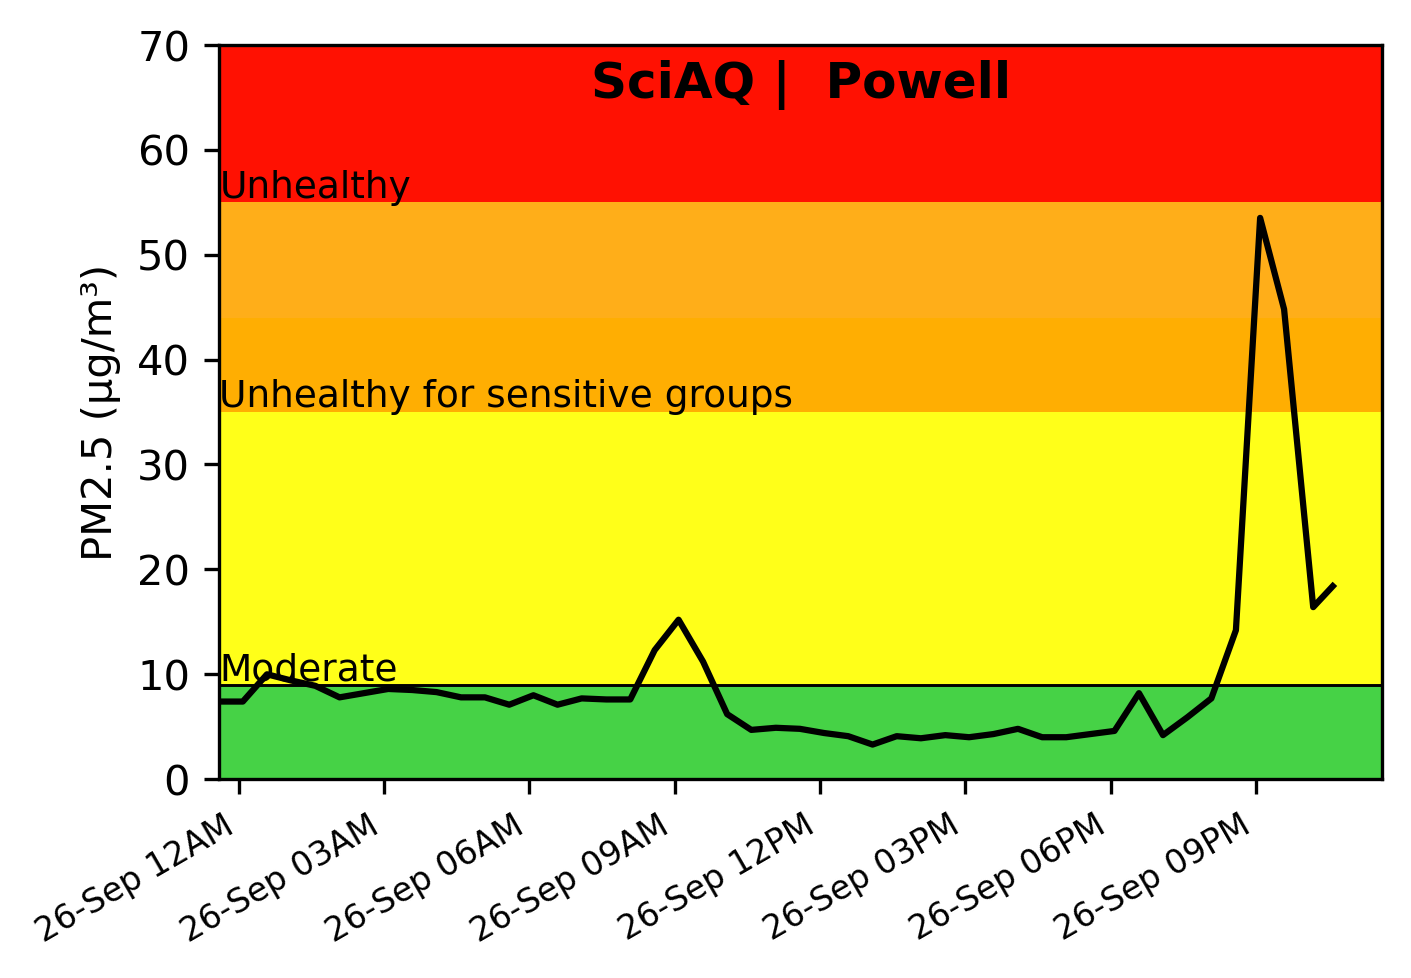 SciAQ |  Powell
70
60
50
40
30
20
10
0
PM2.5 (µg/m³)
Unhealthy
Unhealthy for sensitive groups
Moderate
26-Sep 12AM
26-Sep 03AM
26-Sep 06AM
26-Sep 09AM
26-Sep 12PM
26-Sep 03PM
26-Sep 06PM
26-Sep 09PM